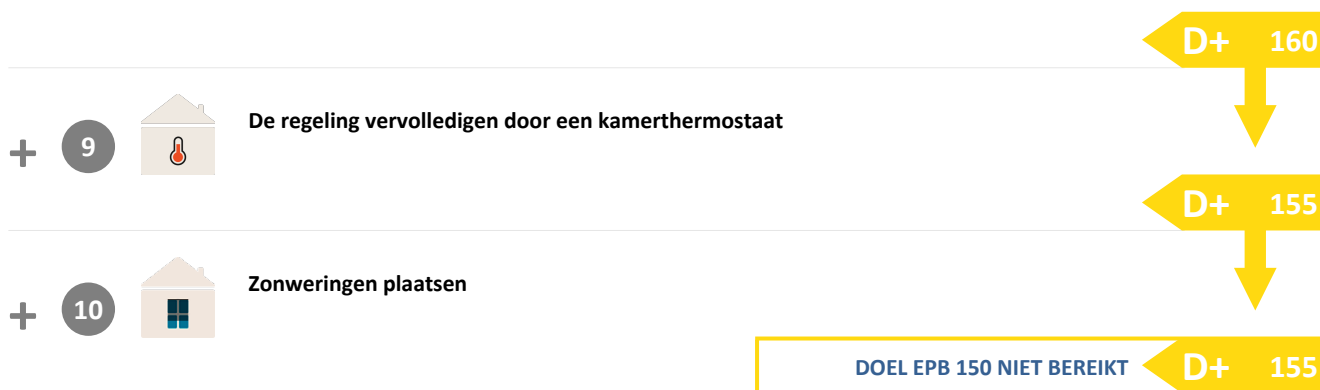 D+ 160
+ 9 De regeling vervolledigen door een kamerthermostaat
D+ 155
+ 10 Zonweringen plaatsen
DOEL EPB 150 NIET BEREIKT D+ 155